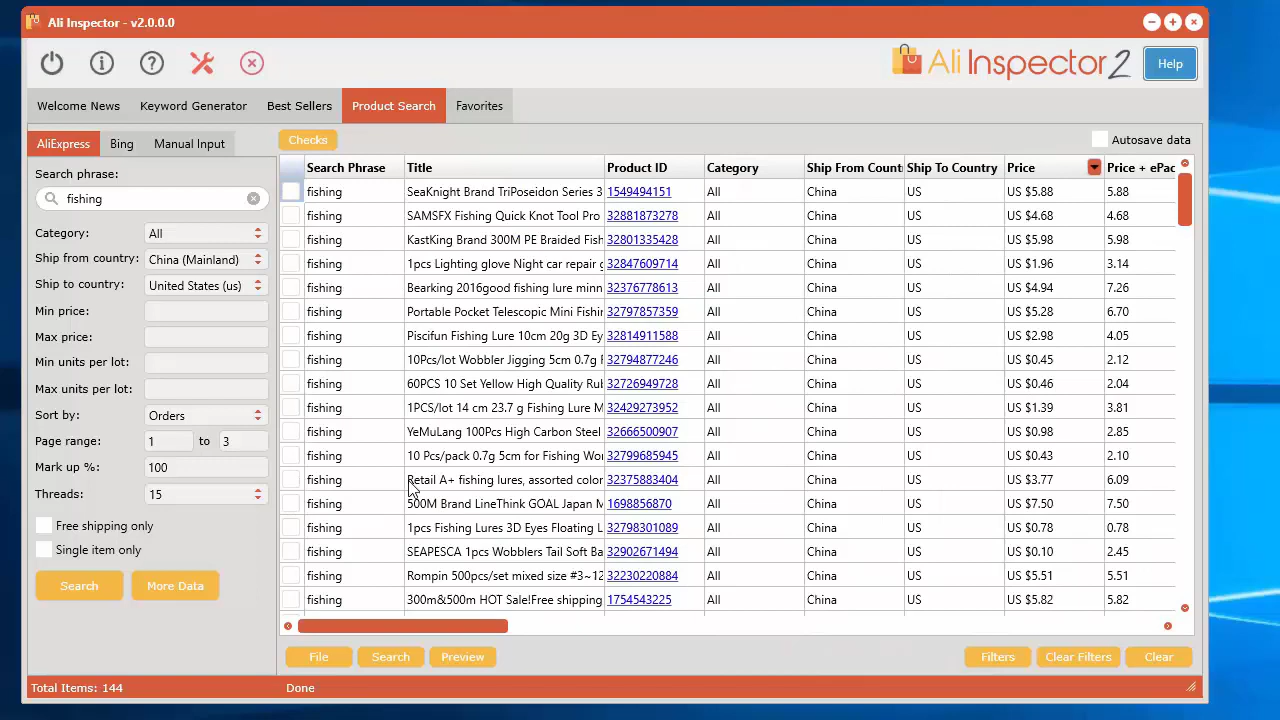 Ali Inspector - v2.0.0.0
Ali Inspector 2
Help
Welcome News Keyword Generator Best Sellers Product Search Favorites
AliExpress Bing Manual Input
Checks
Autosave data
Search phrase:
fishing
Category: All
Ship from country: China (Mainland)
Ship to country: United States (us)
Min price:
Max price:
Min units per lot:
Max units per lot:
Sort by: Orders
Page range: 1 to 3
Mark up %: 100
Threads: 15
Free shipping only
Single item only
Search More Data
Search Phrase Title Product ID Category Ship From Count Ship To Country Price Price + ePac
fishing SeaKnight Brand TriPoseidon Series 3 1549494151 All China US US $5.88 5.88
fishing SAMSFX Fishing Quick Knot Tool Pro 32881873278 All China US US $4.68 4.68
fishing KastKing Brand 300M PE Braided Fish 32801335428 All China US US $5.98 5.98
fishing 1pcs Lighting glove Night car repair g 32847609714 All China US US $1.96 3.14
fishing Bearking 2016good fishing lure minn 32376778613 All China US US $4.94 7.26
fishing Portable Pocket Telescopic Mini Fishin 32797857359 All China US US $5.28 6.70
fishing Piscifun Fishing Lure 10cm 20g 3D Ey 32814911588 All China US US $2.98 4.05
fishing 10Pcs/lot Wobbler Jigging 5cm 0.7g F 32794877246 All China US US $0.45 2.12
fishing 60PCS 10 Set Yellow High Quality Rub 32726949728 All China US US $0.46 2.04
fishing 1PCS/lot 14 cm 23.7 g Fishing Lure M 32429273952 All China US US $1.39 3.81
fishing YeMuLang 100Pcs High Carbon Steel 32666500907 All China US US $0.98 2.85
fishing 10 Pcs/pack 0.7g 5cm for Fishing Wor 32799685945 All China US US $0.43 2.10
fishing Retail A+ fishing lures, assorted color 32375883404 All China US US $3.77 6.09
fishing 500M Brand LineThink GOAL Japan M 1698856870 All China US US $7.50 7.50
fishing 1pcs Fishing Lures 3D Eyes Floating L 32798301089 All China US US $0.78 0.78
fishing SEAPESCA 1pcs Wobblers Tail Soft Ba 32902671494 All China US US $0.10 2.45
fishing Rompin 500pcs/set mixed size #3~12 32230220884 All China US US $5.51 5.51
fishing 300m&500m HOT Sale!Free shipping 1754543225 All China US US $5.82 5.82
File Search Preview Filters Clear Filters Clear
Total Items: 144 Done